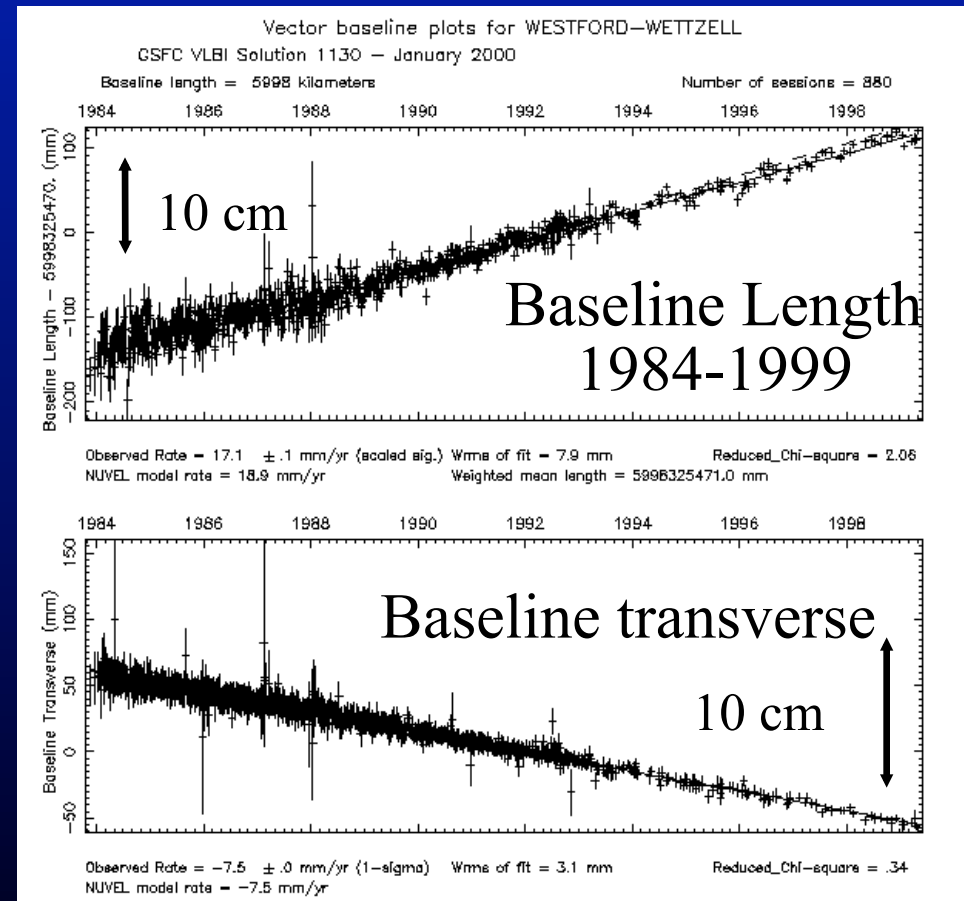 Vector baseline plots for WESTFORD-WETTZELL
GSFC VLBI Solution 1130 - January 2000
Baseline length = 5998 kilometers Number of sessions = 880
1984 1986 1988 1990 1992 1994 1996 1998
Baseline Length - 5998325470. (mm)
100
0
-100
-200
10 cm
Baseline Length
1984-1999
Observed Rate = 17.1 ± .1 mm/yr (scaled sig.) Wrms of fit = 7.9 mm Reduced_Chi-square = 2.06
NUVEL model rate = 18.9 mm/yr Weighted mean length = 5998325471.0 mm
1984 1986 1988 1990 1992 1994 1996 1998
Baseline Transverse (mm)
150
100
50
0
-50
Baseline transverse
10 cm
Observed Rate = -7.5 ± .0 mm/yr (1-sigma) Wrms of fit = 3.1 mm Reduced_Chi-square = .34
NUVEL model rate = -7.5 mm/yr